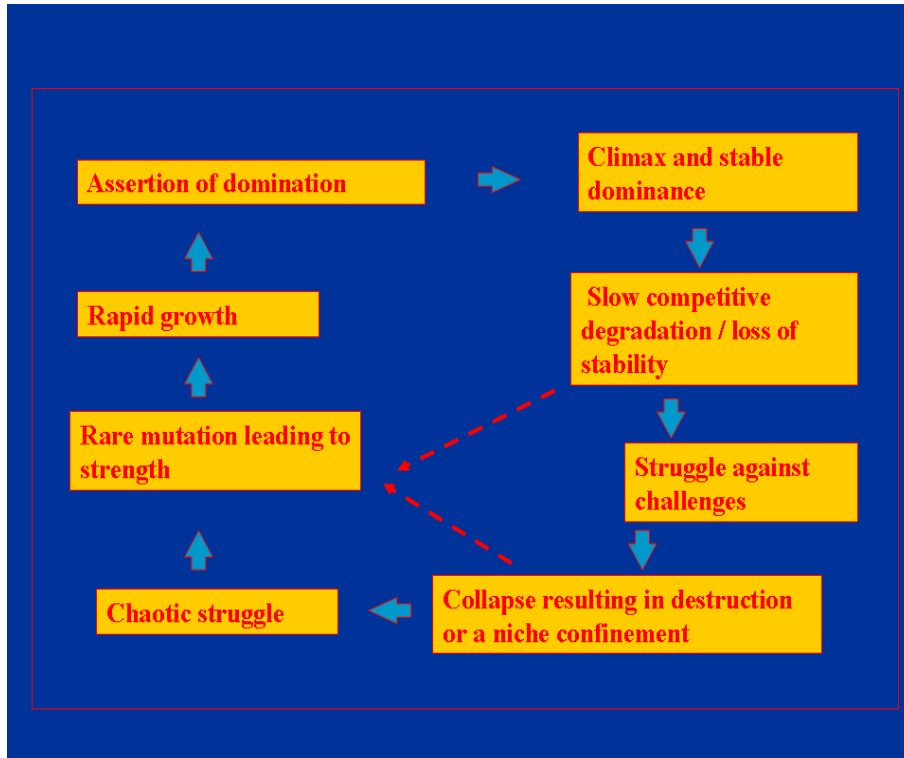 Assertion of domination
Climax and stable
dominance
Rapid growth
Slow competitive
degradation / loss of
stability
Rare mutation leading to
strength
Struggle against
challenges
Chaotic struggle
Collapse resulting in destruction
or a niche confinement